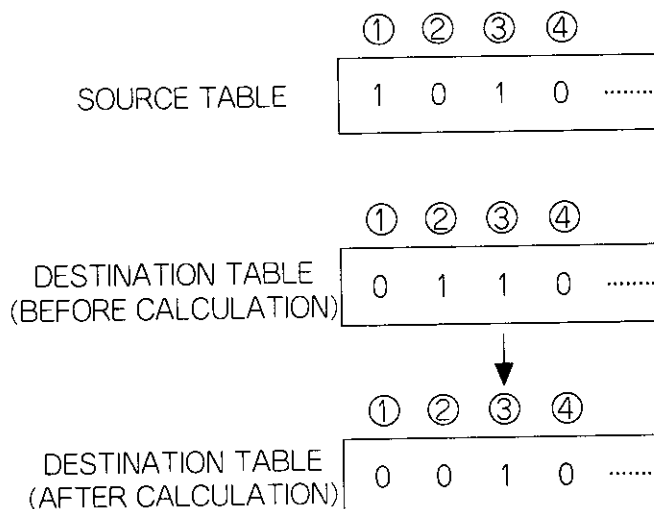 ① ② ③ ④
SOURCE TABLE 1 0 1 0 ........
① ② ③ ④
DESTINATION TABLE
(BEFORE CALCULATION) 0 1 1 0 ........
① ② ③ ④
DESTINATION TABLE
(AFTER CALCULATION) 0 0 1 0 ........